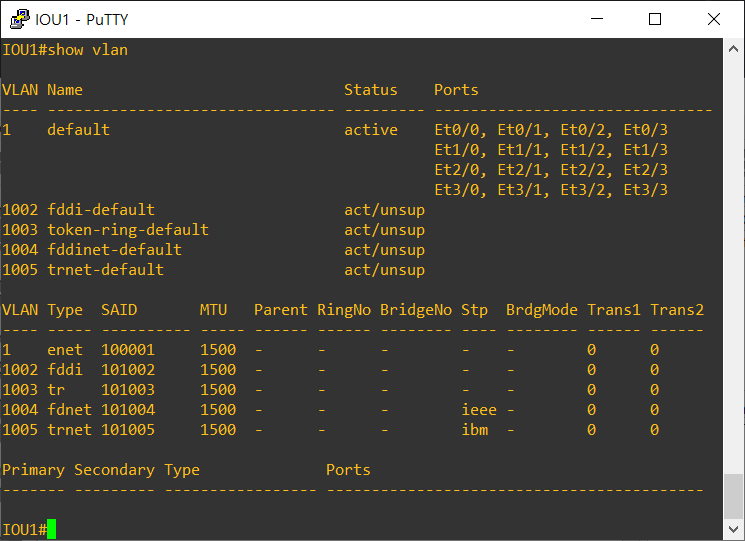 IOU1 - PuTTY
IOU1#show vlan
VLAN Name                             Status    Ports
---- -------------------------------- --------- -------------------------------
1    default                          active    Et0/0, Et0/1, Et0/2, Et0/3
                                                Et1/0, Et1/1, Et1/2, Et1/3
                                                Et2/0, Et2/1, Et2/2, Et2/3
                                                Et3/0, Et3/1, Et3/2, Et3/3
1002 fddi-default                     act/unsup
1003 token-ring-default               act/unsup
1004 fddinet-default                  act/unsup
1005 trnet-default                    act/unsup
VLAN Type  SAID       MTU   Parent RingNo BridgeNo Stp  BrdgMode Trans1 Trans2
---- ----- ---------- ----- ------ ------ -------- ---- -------- ------ ------
1    enet  100001     1500  -      -      -        -    -        0      0
1002 fddi  101002     1500  -      -      -        -    -        0      0
1003 tr    101003     1500  -      -      -        -    -        0      0
1004 fdnet 101004     1500  -      -      -        ieee -        0      0
1005 trnet 101005     1500  -      -      -        ibm  -        0      0
Primary Secondary Type              Ports
------- --------- ----------------- ------------------------------------------
IOU1#